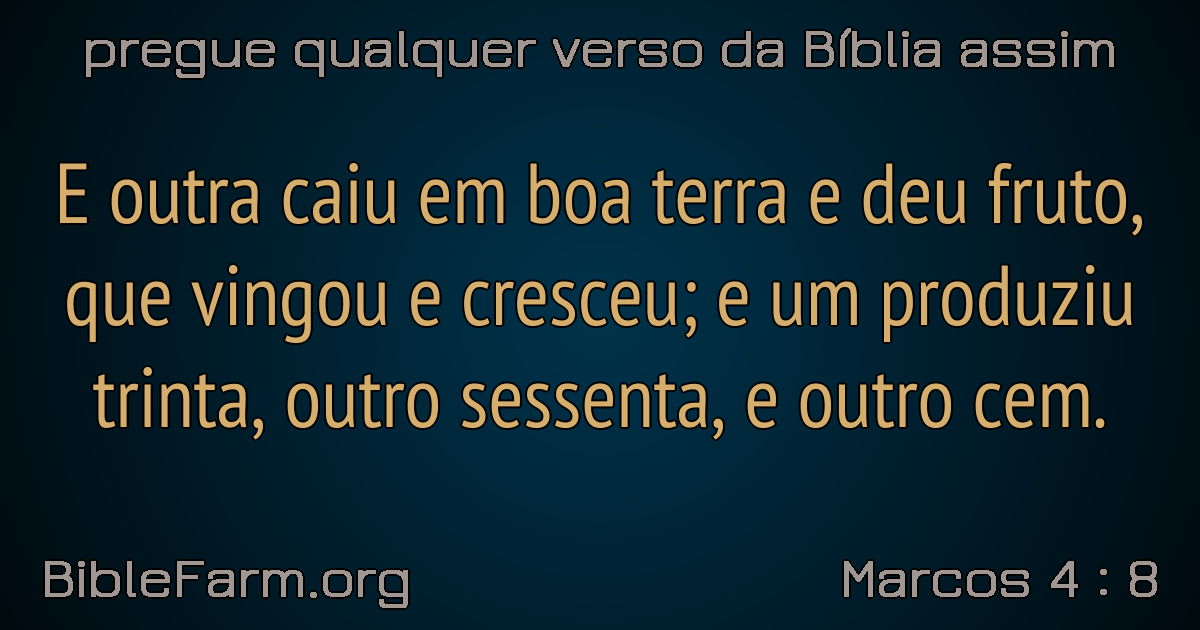 pregue qualquer verso da Bíblia assim
E outra caiu em boa terra e deu fruto,
que vingou e cresceu; e um produziu
trinta, outro sessenta, e outro cem.
BibleFarm.org
Marcos 4 : 8